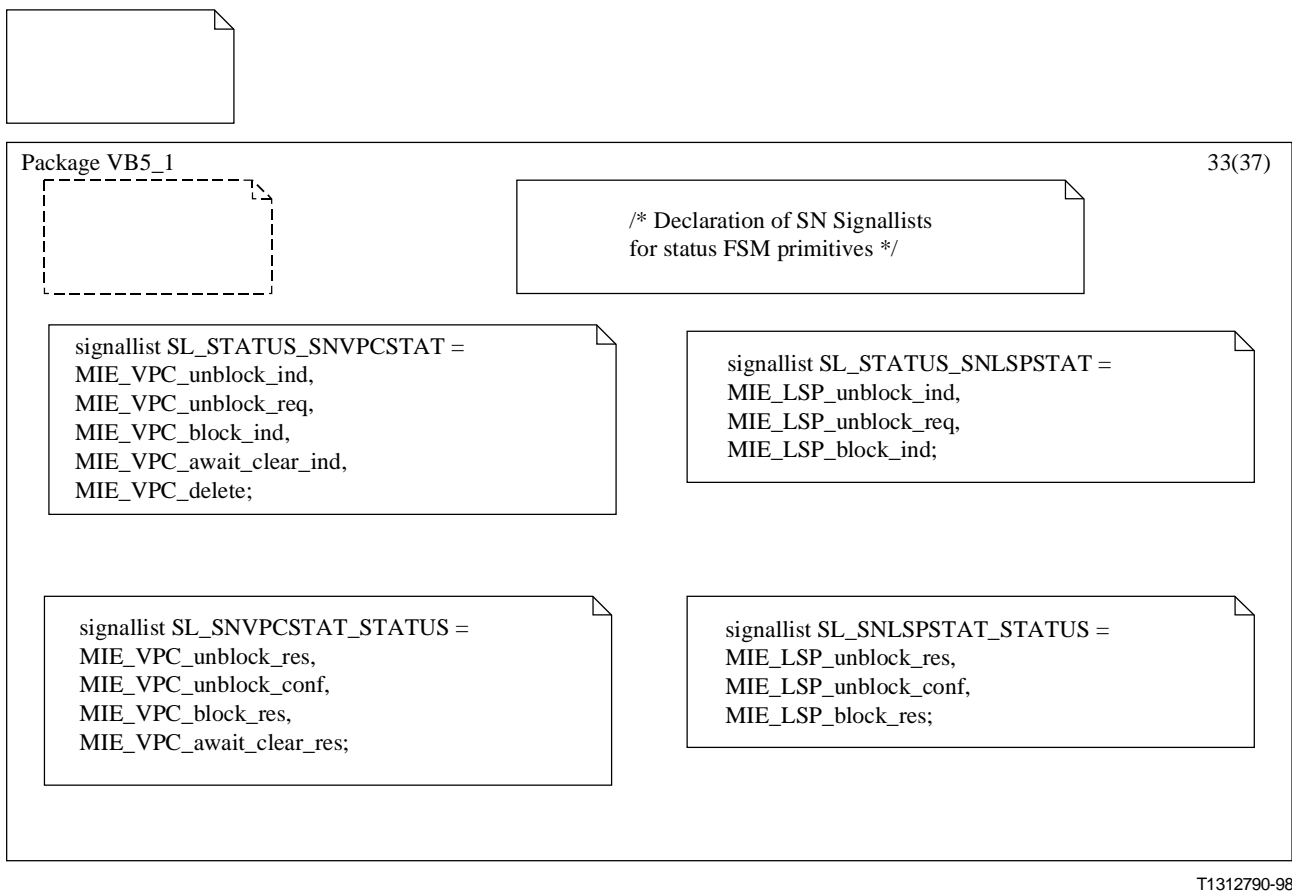 Package VB5_1
33(37)
/* Declaration of SN Signallists
for status FSM primitives */
signallist SL_STATUS_SNVPCSTAT =
MIE_VPC_unblock_ind,
MIE_VPC_unblock_req,
MIE_VPC_block_ind,
MIE_VPC_await_clear_ind,
MIE_VPC_delete;
signallist SL_STATUS_SNLSPSTAT =
MIE_LSP_unblock_ind,
MIE_LSP_unblock_req,
MIE_LSP_block_ind;
signallist SL_SNVPCSTAT_STATUS =
MIE_VPC_unblock_res,
MIE_VPC_unblock_conf,
MIE_VPC_block_res,
MIE_VPC_await_clear_res;
signallist SL_SNLSPSTAT_STATUS =
MIE_LSP_unblock_res,
MIE_LSP_unblock_conf,
MIE_LSP_block_res;
T1312790-98